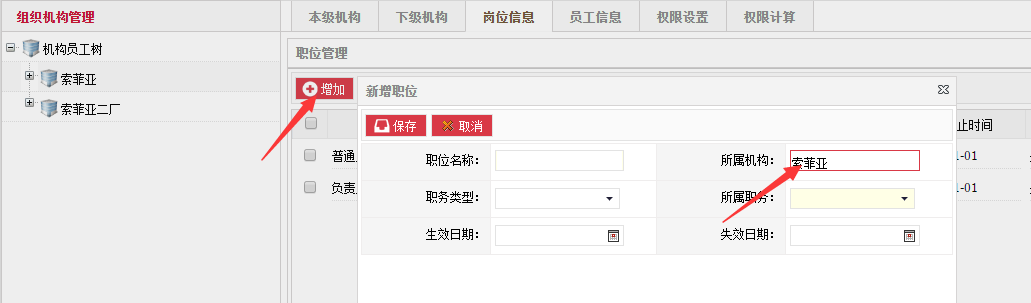 组织机构管理
本级机构 下级机构 岗位信息 员工信息 权限设置 权限计算
机构员工树
索菲亚
索菲亚二厂
职位管理
增加
新增职位
保存 取消
止时间
职位名称： 所属机构： 索菲亚
普通
1-01
职务类型： 所属职务：
负责
1-01
生效日期： 失效日期：